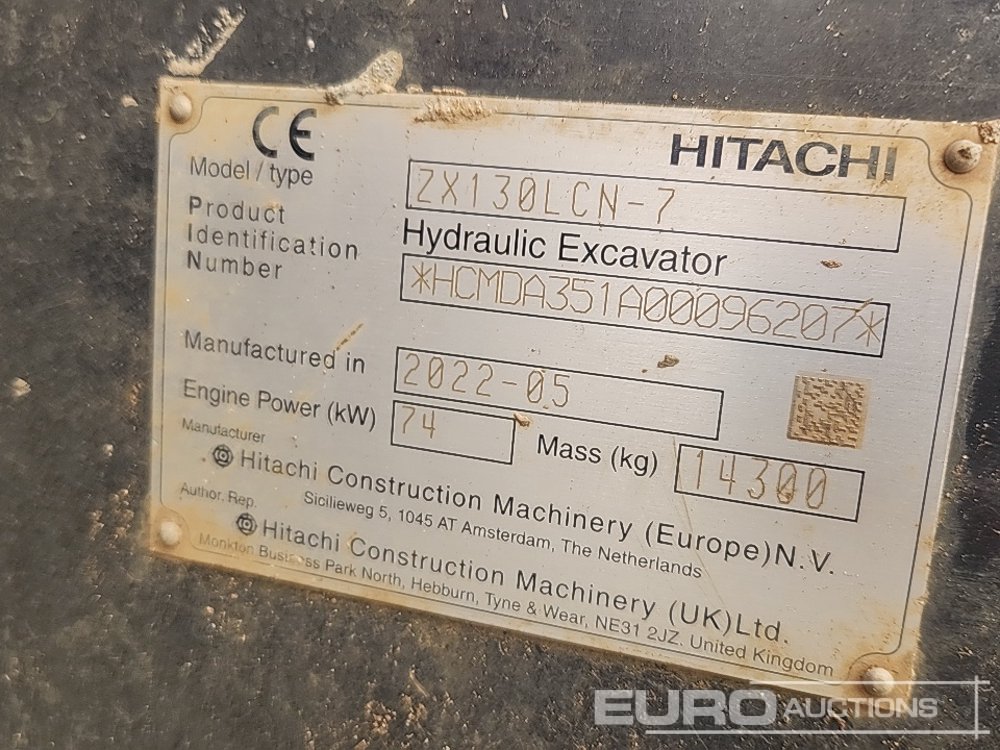 CE HITACHI
Model / type ZX130LCN-7
Product
Identification Hydraulic Excavator
Number *HCMDA351A00096207*
Manufactured in 2022-05
Engine Power (kW) 74 Mass (kg) 14300
Manufacturer
Hitachi Construction Machinery (Europe)N.V.
Sicilieweg 5, 1045 AT Amsterdam, The Netherlands
Author. Rep.
Hitachi Construction Machinery (UK)Ltd.
Monkton Business Park North, Hebburn, Tyne & Wear, NE31 2JZ. United Kingdom
EURO AUCTIONS